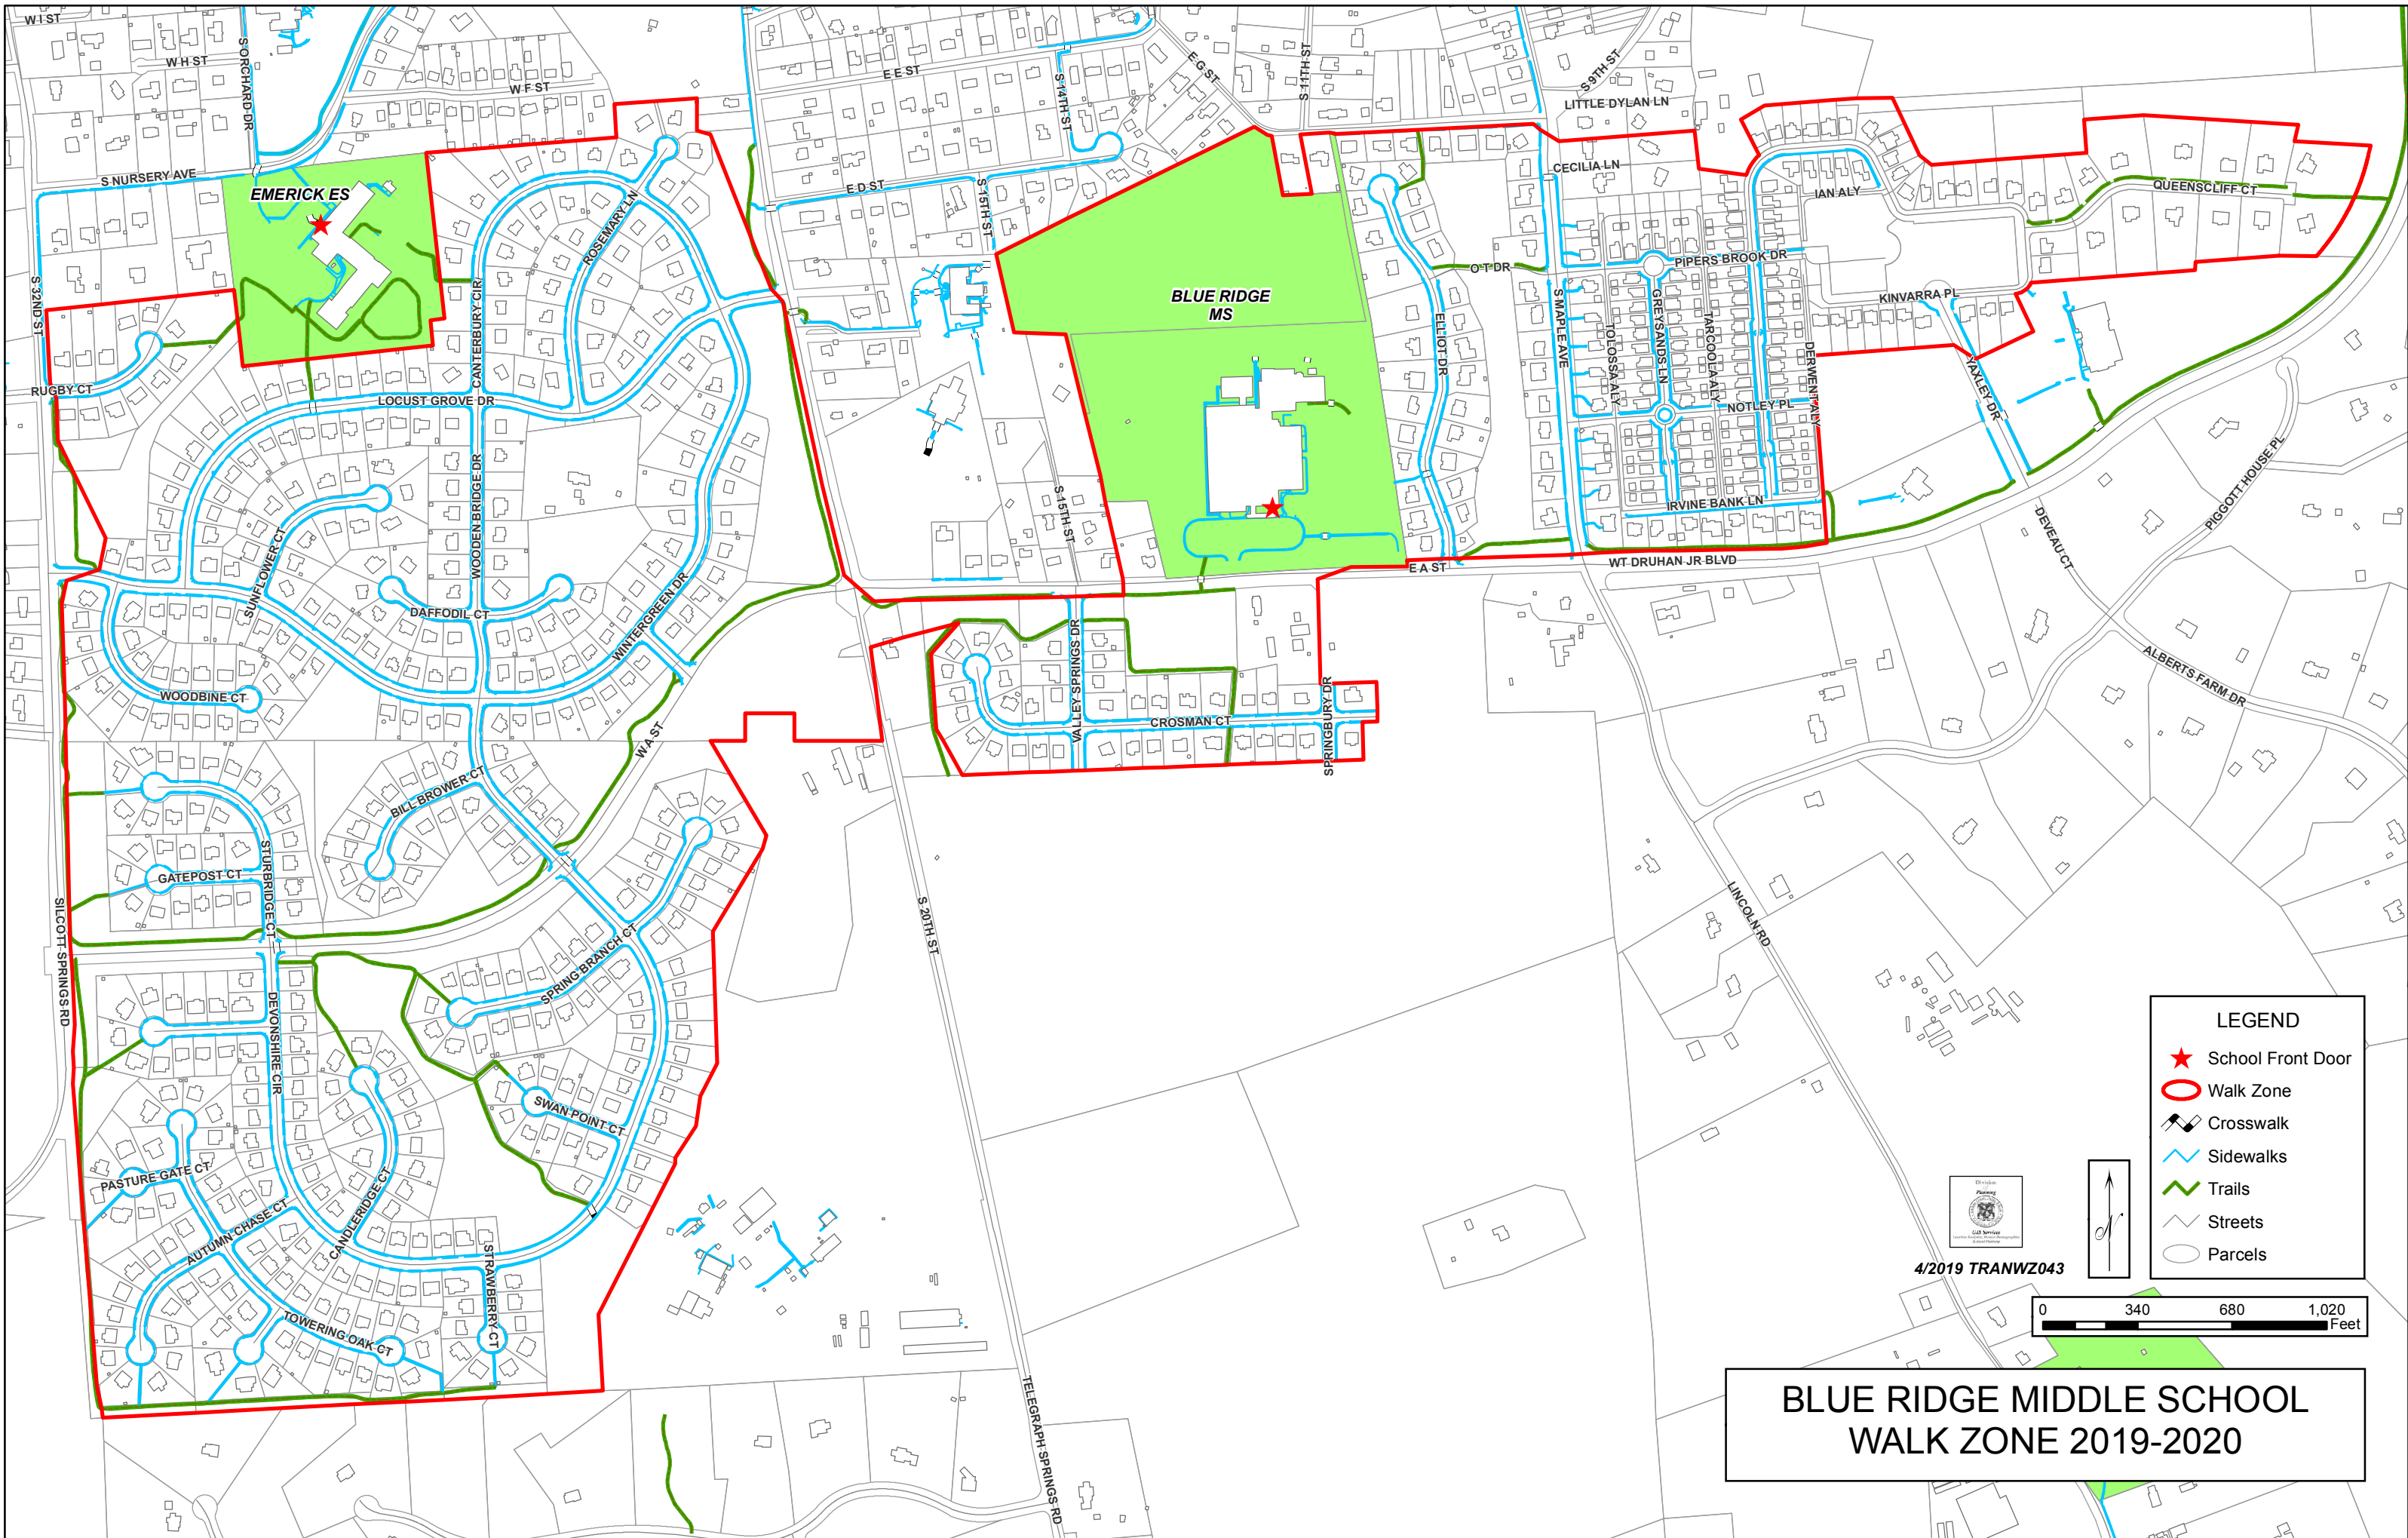 W I ST
W H ST
S ORCHARD DR
W F ST
S NURSERY AVE
EMERICK ES
S 32ND ST
RUGBY CT
CANTERBURY CIR
ROSEMARY LN
LOCUST GROVE DR
WOODEN BRIDGE DR
SUNFLOWER CT
DAFFODIL CT
WINTERGREEN DR
WOODBINE CT
BILL BROWER CT
W A ST
GATEPOST CT
STURBRIDGE CT
SILCOTT SPRINGS RD
DEVONSHIRE CIR
SPRING BRANCH CT
SWAN POINT CT
PASTURE GATE CT
AUTUMN CHASE CT
CANDLERIDGE CT
STRAWBERRY CT
TOWERING OAK CT
E E ST
S 14TH ST
E G ST
S 11TH ST
E D ST
S 15TH ST
BLUE RIDGE
MS
S 15TH ST
E A ST
VALLEY SPRINGS DR
CROSMAN CT
SPRINGBURY DR
S 20TH ST
TELEGRAPH SPRINGS RD
S 9TH ST
LITTLE DYLAN LN
CECILIA LN
O T DR
ELLIOT DR
S MAPLE AVE
PIPERS BROOK DR
IAN ALY
QUEENSCLIFF CT
KINVARRA PL
TOLOSSA ALY
GREYSANDS LN
TARCOOLA ALY
DERWENT ALY
NOTLEY PL
IRVINE BANK LN
YAXLEY DR
WT DRUHAN JR BLVD
DEVEAU CT
PIGGOTT HOUSE PL
ALBERTS FARM DR
LINCOLN RD
LEGEND
School Front Door
Walk Zone
Crosswalk
Sidewalks
Trails
Streets
Parcels
Division
Planning
GIS Services
4/2019 TRANWZ043
N
0 340 680 1,020
Feet
BLUE RIDGE MIDDLE SCHOOL
WALK ZONE 2019-2020